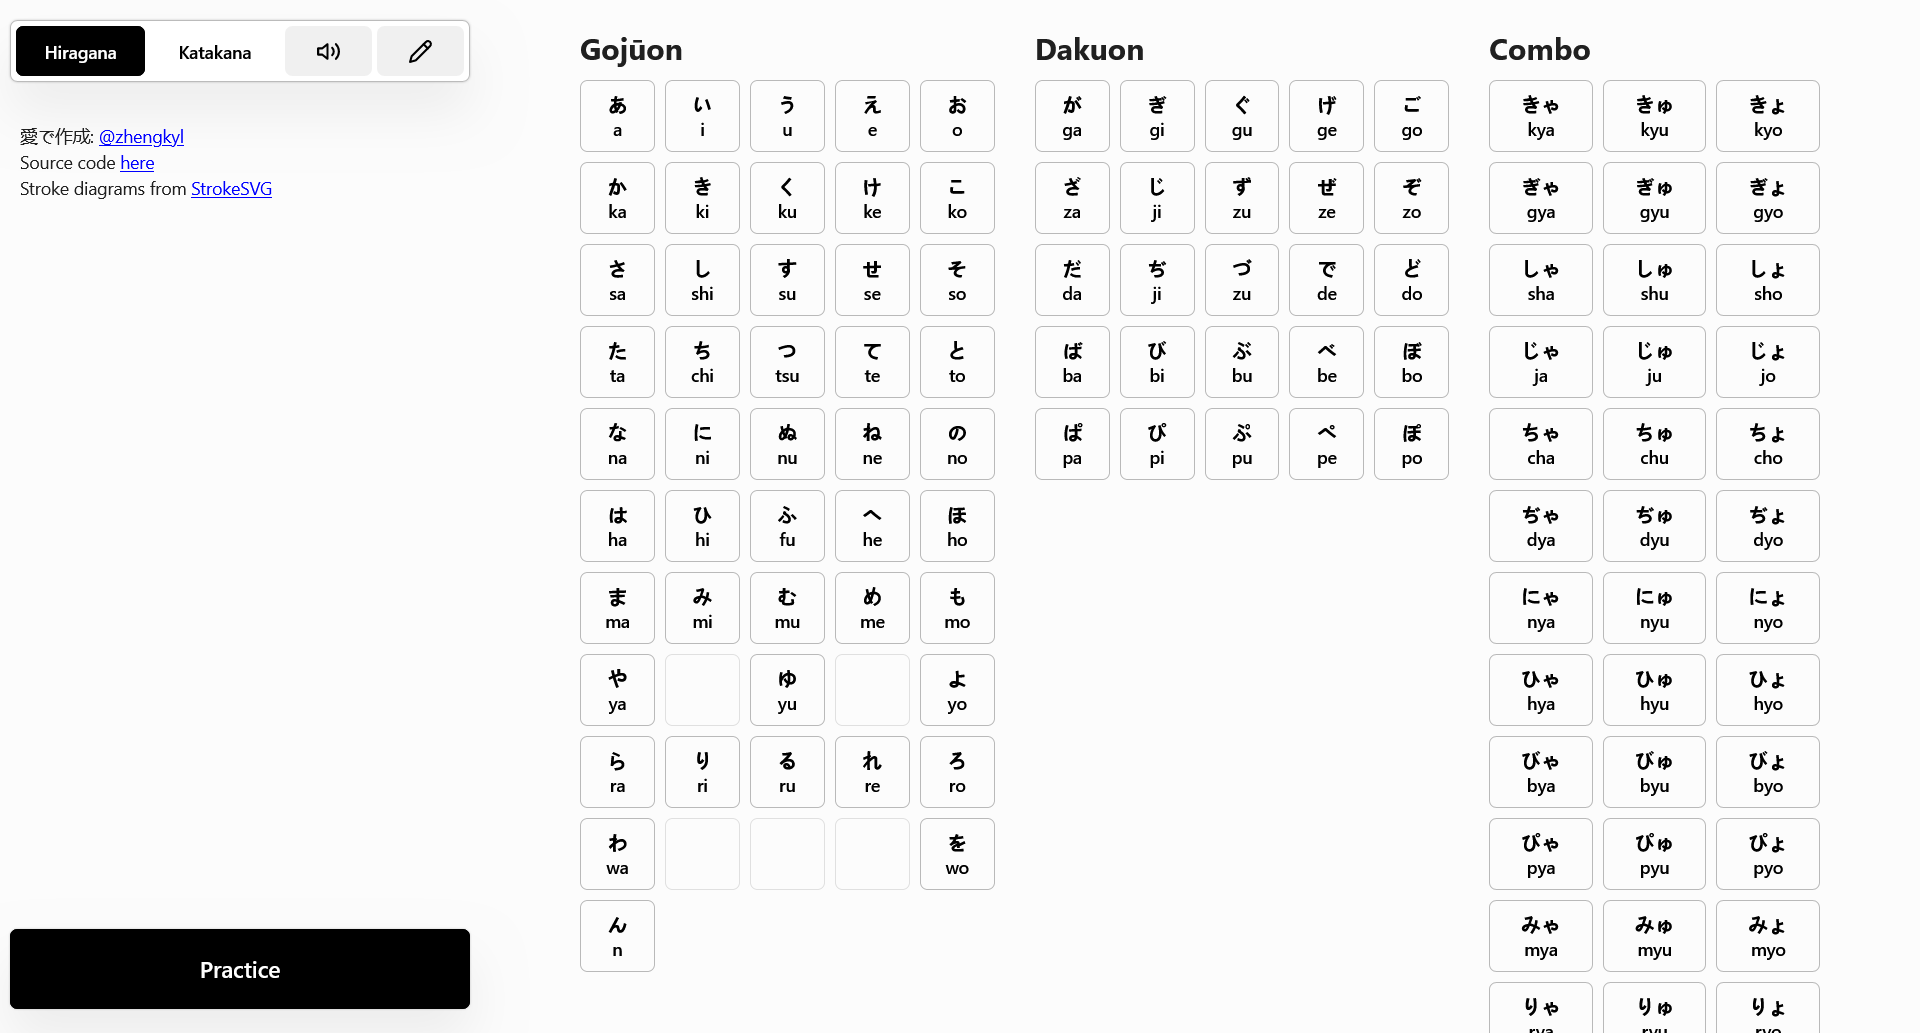 Hiragana
Katakana
愛で作成: @zhengkyl
Source code here
Stroke diagrams from StrokeSVG
Practice
Gojūon
あ い う え お
a i u e o
か き く け こ
ka ki ku ke ko
さ し す せ そ
sa shi su se so
た ち つ て と
ta chi tsu te to
な に ぬ ね の
na ni nu ne no
は ひ ふ へ ほ
ha hi fu he ho
ま み む め も
ma mi mu me mo
や ゆ よ
ya yu yo
ら り る れ ろ
ra ri ru re ro
わ を
wa wo
ん
n
Dakuon
が ぎ ぐ げ ご
ga gi gu ge go
ざ じ ず ぜ ぞ
za ji zu ze zo
だ ぢ づ で ど
da ji zu de do
ば び ぶ べ ぼ
ba bi bu be bo
ぱ ぴ ぷ ぺ ぽ
pa pi pu pe po
Combo
きゃ きゅ きょ
kya kyu kyo
ぎゃ ぎゅ ぎょ
gya gyu gyo
しゃ しゅ しょ
sha shu sho
じゃ じゅ じょ
ja ju jo
ちゃ ちゅ ちょ
cha chu cho
ぢゃ ぢゅ ぢょ
dya dyu dyo
にゃ にゅ にょ
nya nyu nyo
ひゃ ひゅ ひょ
hya hyu hyo
びゃ びゅ びょ
bya byu byo
ぴゃ ぴゅ ぴょ
pya pyu pyo
みゃ みゅ みょ
mya myu myo
りゃ りゅ りょ
rya ryu ryo